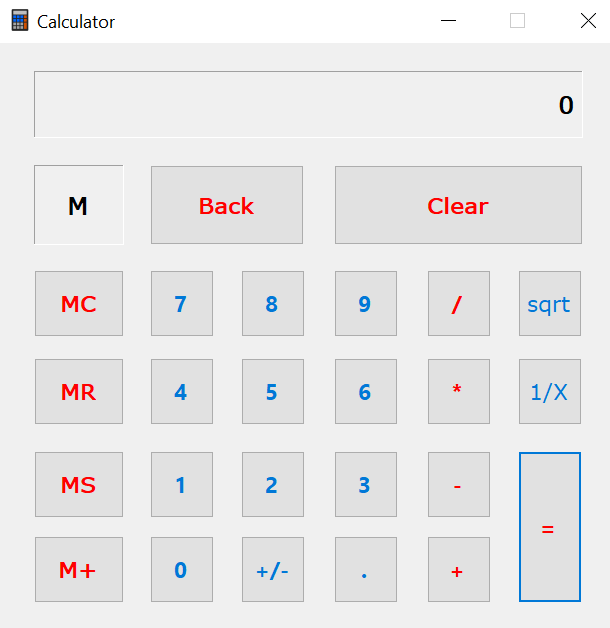 Calculator
0
M Back Clear
MC 7 8 9 / sqrt
MR 4 5 6 * 1/X
MS 1 2 3 -
=
M+ 0 +/- . +